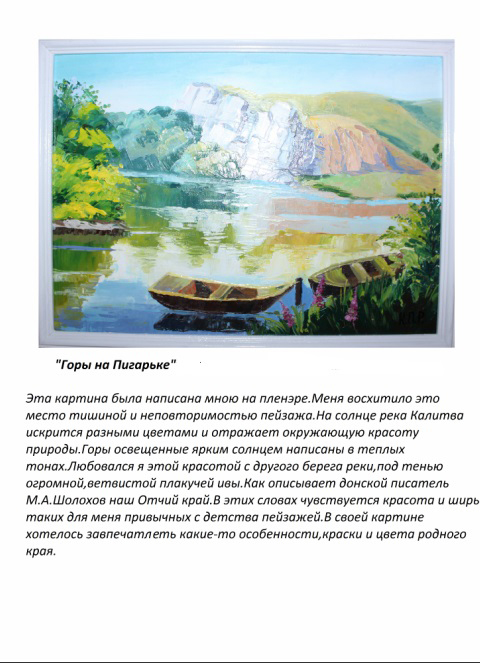 "Горы на Пигарьке"
Эта картина была написана мною на пленэре.Меня восхитило это
место тишиной и неповторимостью пейзажа.На солнце река Калитва
искрится разными цветами и отражает окружающую красоту
природы.Горы освещенные ярким солнцем написаны в теплых
тонах.Любовался я этой красотой с другого берега реки,под тенью
огромной,ветвистой плакучей ивы.Как описывает донской писатель
М.А.Шолохов наш Отчий край.В этих словах чувствуется красота и ширь
таких для меня привычных с детства пейзажей.В своей картине
хотелось завпечатлеть какие-то особенности,краски и цвета родного
края.